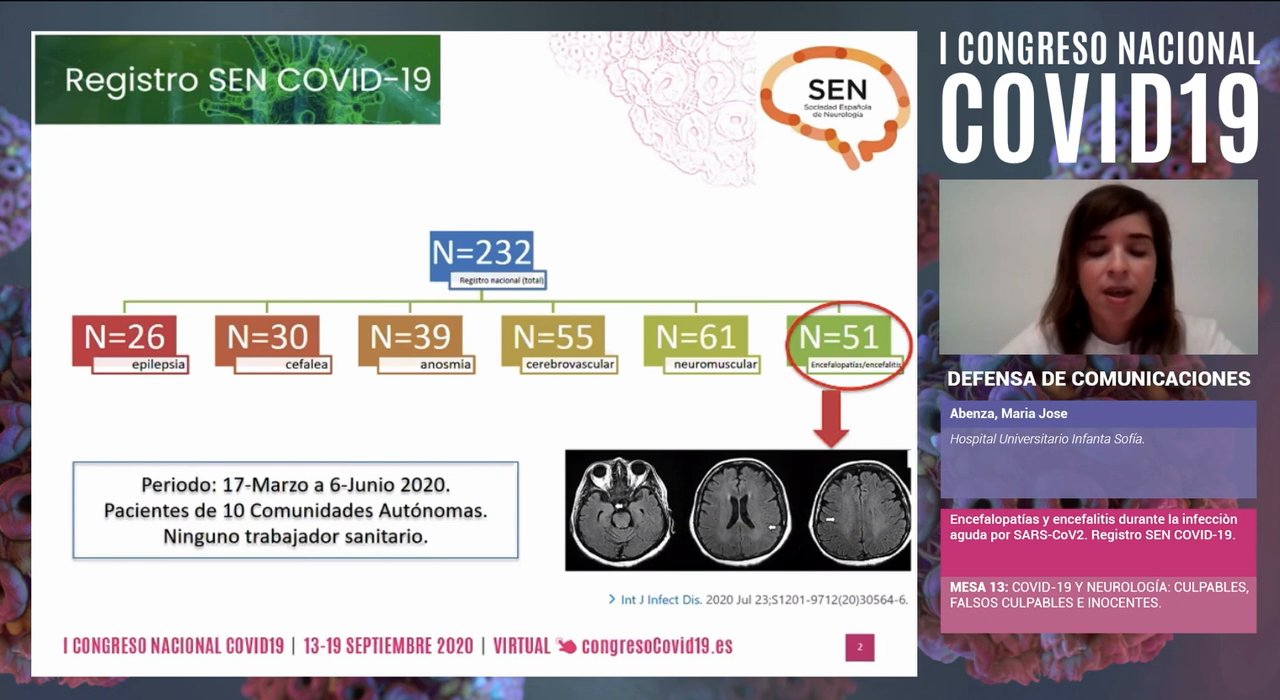 Registro SEN COVID-19
SEN
Sociedad Española
de Neurología
N=232
Registro nacional (total)
N=26
epilepsia
N=30
cefalea
N=39
anosmia
N=55
cerebrovascular
N=61
neuromuscular
N=51
Encefalopatías/encefalitis
Periodo: 17-Marzo a 6-Junio 2020.
Pacientes de 10 Comunidades Autónomas.
Ninguno trabajador sanitario.
> Int J Infect Dis. 2020 Jul 23;S1201-9712(20)30564-6.
I CONGRESO NACIONAL COVID19 | 13-19 SEPTIEMBRE 2020 | VIRTUAL congresoCovid19.es
2
I CONGRESO NACIONAL
COVID19
DEFENSA DE COMUNICACIONES
Abenza, Maria Jose
Hospital Universitario Infanta Sofía.
Encefalopatías y encefalitis durante la infecciòn
aguda por SARS-CoV2. Registro SEN COVID-19.
MESA 13: COVID-19 Y NEUROLOGÍA: CULPABLES,
FALSOS CULPABLES E INOCENTES.